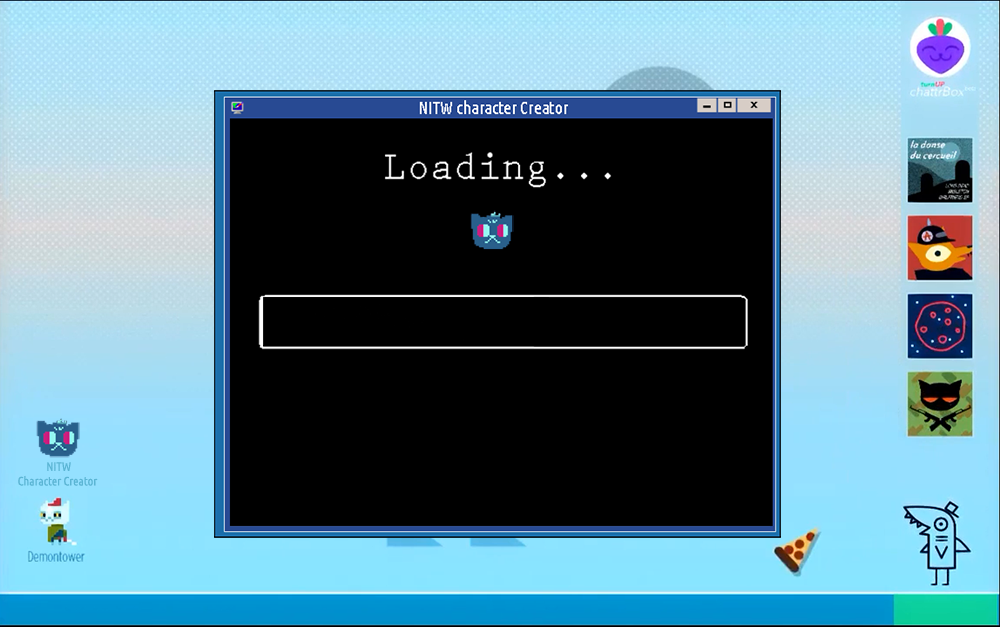 NITW character Creator
Loading...
TurnUP
chattrBox
la danse
du cercueil
NITW
Character Creator
Demontower